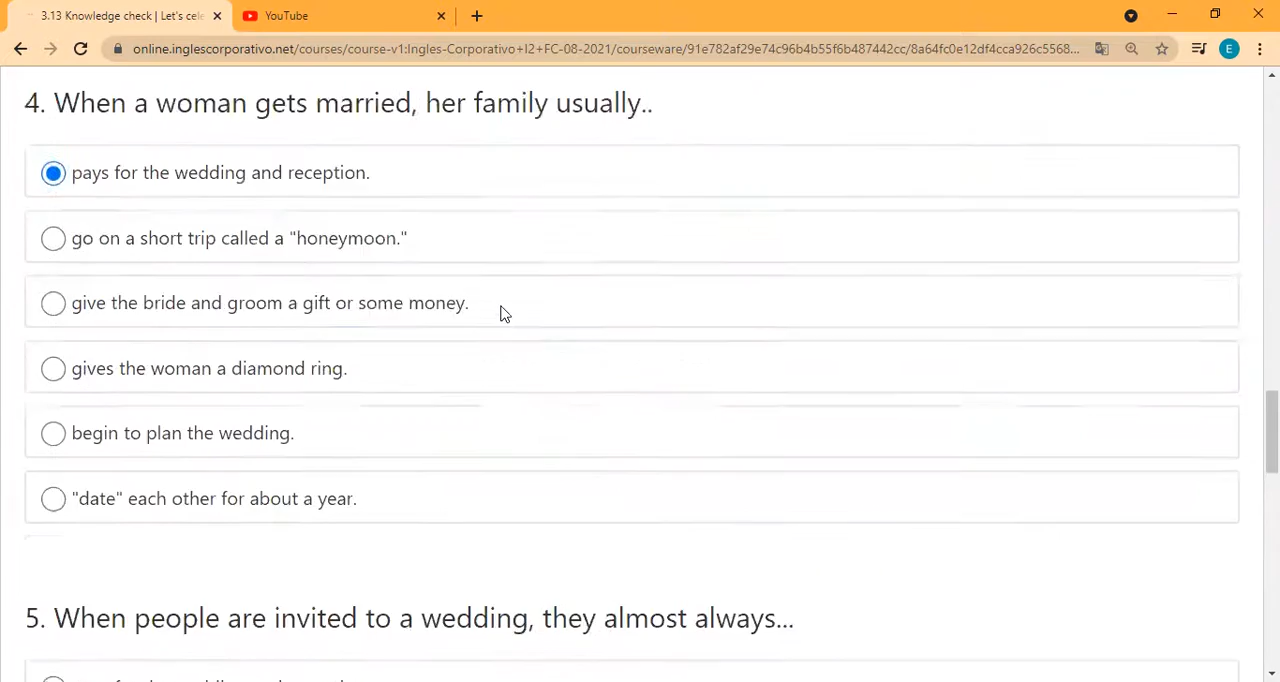 3.13 Knowledge check | Let's cele
YouTube
online.inglescorporativo.net/courses/course-v1:Ingles-Corporativo+I2+FC-08-2021/courseware/91e782af29e74c96b4b55f6b487442cc/8a64fc0e12df4cca926c5568...
E
4. When a woman gets married, her family usually..
pays for the wedding and reception.
go on a short trip called a "honeymoon."
give the bride and groom a gift or some money.
gives the woman a diamond ring.
begin to plan the wedding.
"date" each other for about a year.
5. When people are invited to a wedding, they almost always...